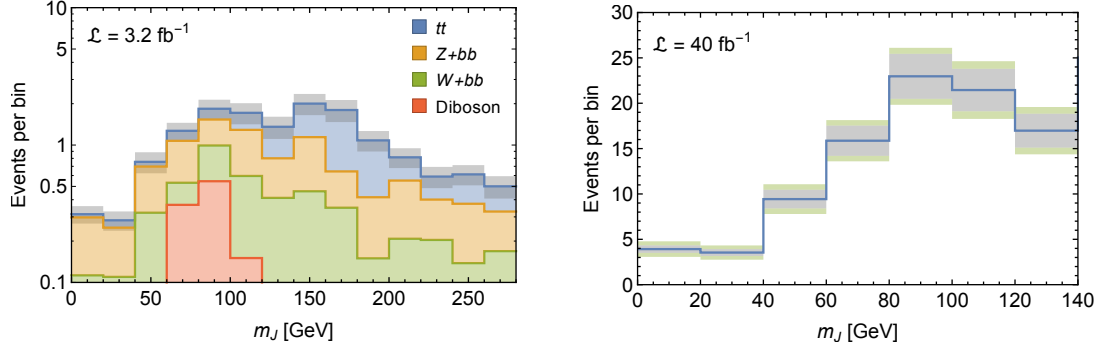 10
5
1
0.5
0.1
Events per bin
ℒ = 3.2 fb⁻¹
tt
Z+bb
W+bb
Diboson
0 50 100 150 200 250
m_J [GeV]
30
25
20
15
10
5
0
Events per bin
ℒ = 40 fb⁻¹
0 20 40 60 80 100 120 140
m_J [GeV]